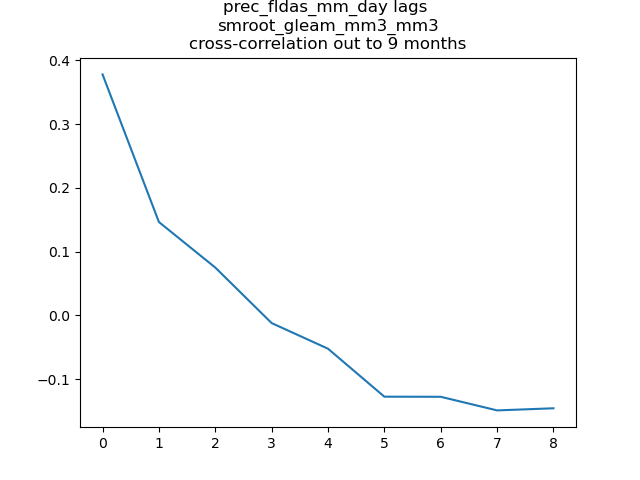 prec_fldas_mm_day lags
smroot_gleam_mm3_mm3
cross-correlation out to 9 months
0.4
0.3
0.2
0.1
0.0
−0.1
0 1 2 3 4 5 6 7 8